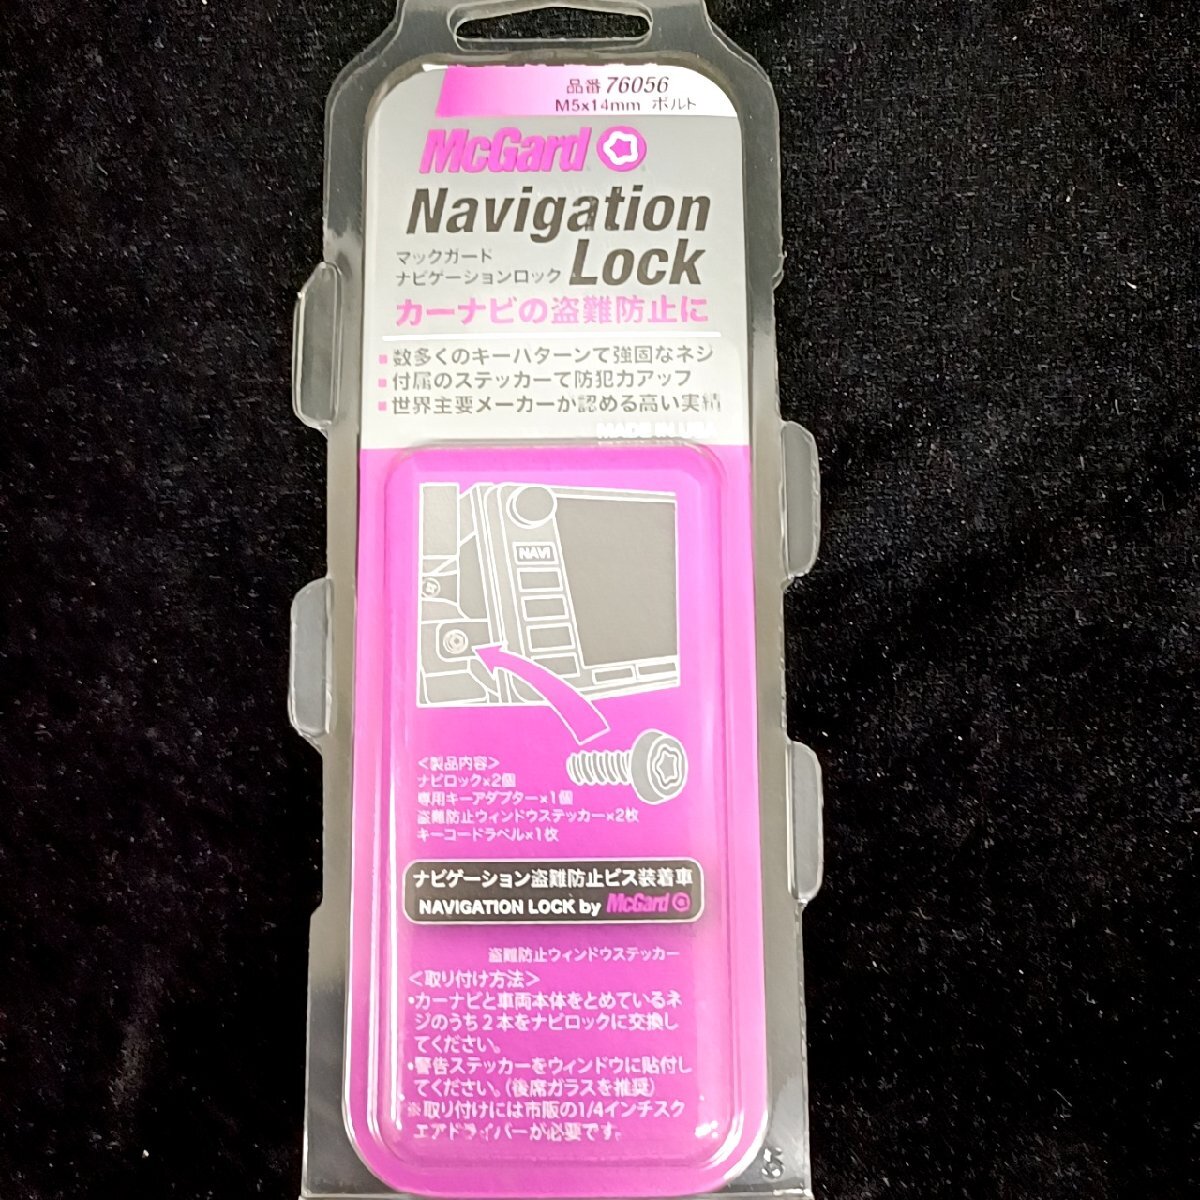 品番 76056
M5x14mm ボルト
McGard
Navigation
Lock
マックガード
ナビゲーションロック
カーナビの盗難防止に
数多くのキーパターンで強固なネジ
付属のステッカーで防犯力アップ
世界主要メーカーが認める高い実績
MADE IN USA
NAVI
＜製品内容＞
ナビロック×2個
専用キーアダプター×1個
盗難防止ウィンドウステッカー×2枚
キーコードラベル×1枚
ナビゲーション盗難防止ビス装着車
NAVIGATION LOCK by McGard
盗難防止ウィンドウステッカー
＜取り付け方法＞
・カーナビと車両本体をとめているネ
ジのうち2本をナビロックに交換し
てください。
・警告ステッカーをウィンドウに貼付し
てください。(後席ガラスを推奨)
※取り付けには市販の1/4インチスク
エアドライバーが必要です。